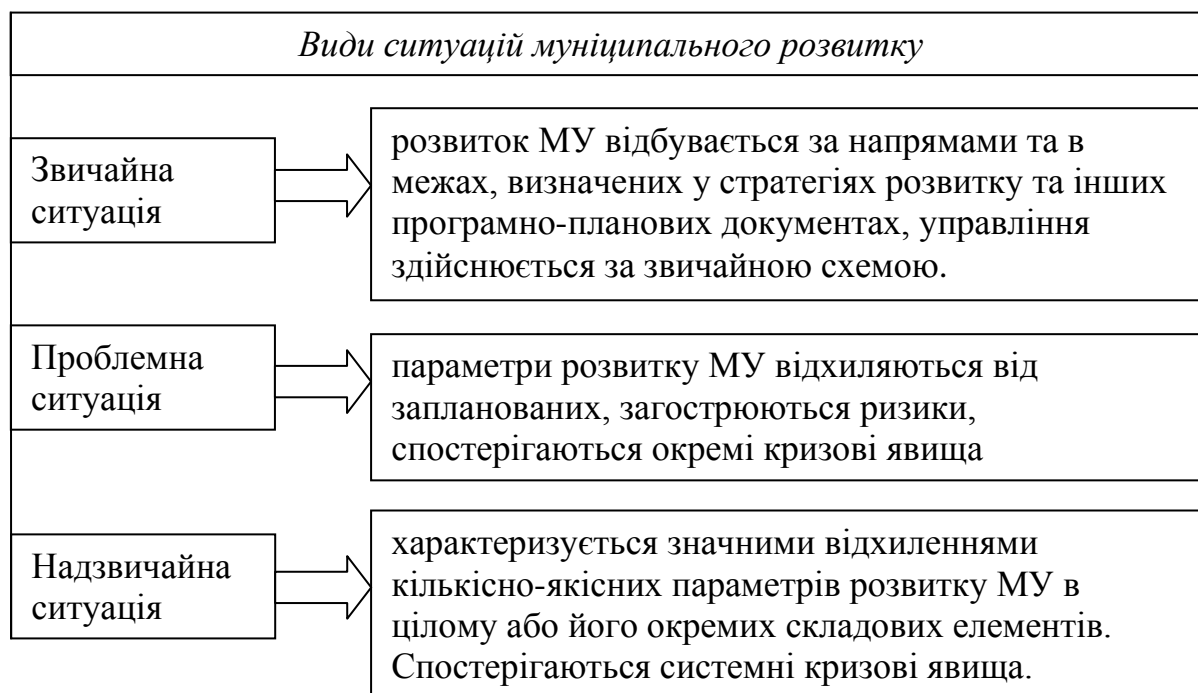 Види ситуацій муніципального розвитку
Звичайна
ситуація
розвиток МУ відбувається за напрямами та в
межах, визначених у стратегіях розвитку та інших
програмно-планових документах, управління
здійснюється за звичайною схемою.
Проблемна
ситуація
параметри розвитку МУ відхиляються від
запланованих, загострюються ризики,
спостерігаються окремі кризові явища
Надзвичайна
ситуація
характеризується значними відхиленнями
кількісно-якісних параметрів розвитку МУ в
цілому або його окремих складових елементів.
Спостерігаються системні кризові явища.